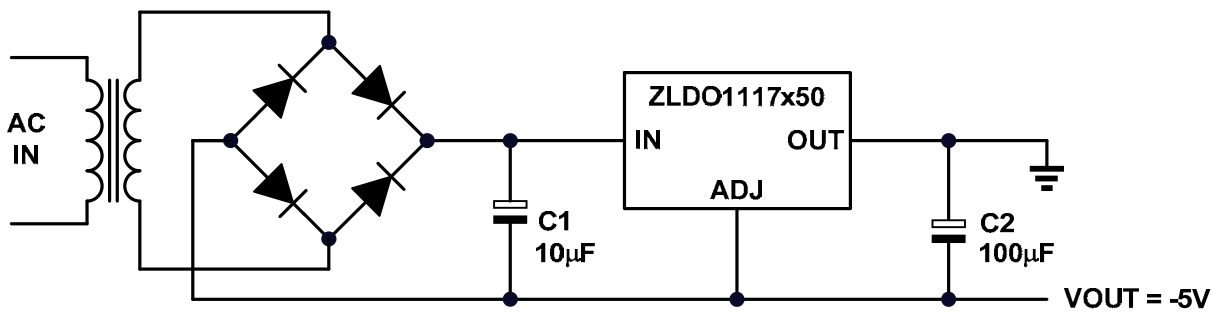 AC
IN
ZLDO1117x50
IN
OUT
ADJ
C1
10μF
C2
100μF
VOUT = -5V